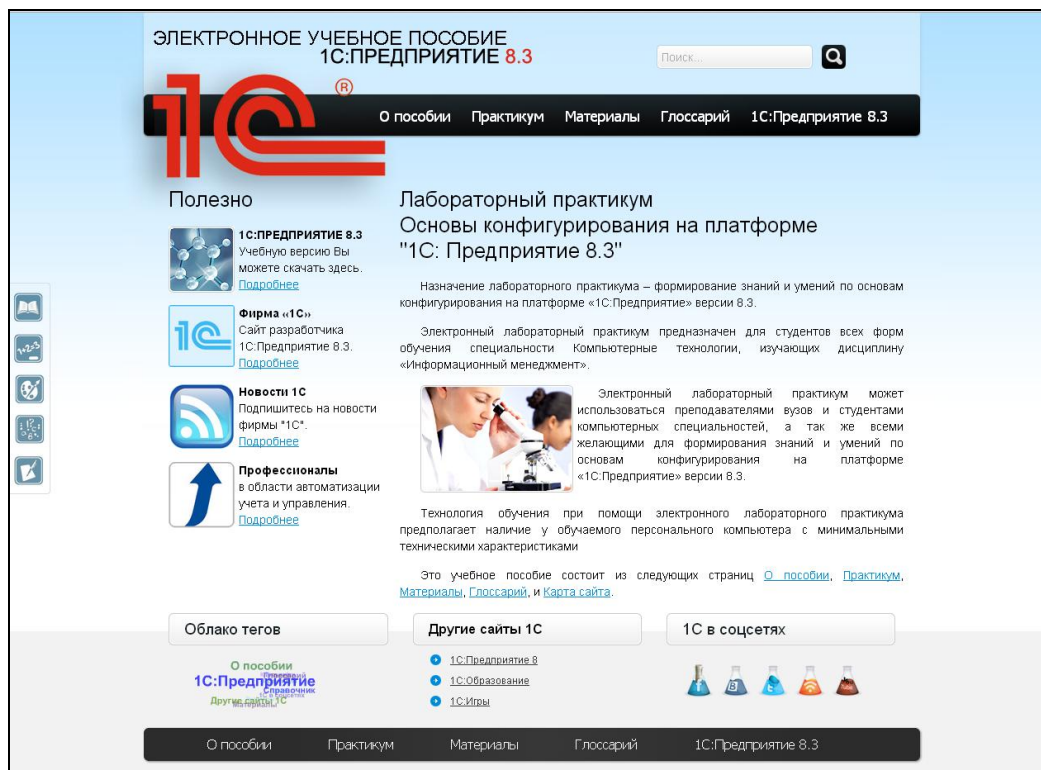 ЭЛЕКТРОННОЕ УЧЕБНОЕ ПОСОБИЕ
1С:ПРЕДПРИЯТИЕ 8.3
Поиск...
1С®
О пособии Практикум Материалы Глоссарий 1С:Предприятие 8.3
Полезно
1С:ПРЕДПРИЯТИЕ 8.3
Учебную версию Вы
можете скачать здесь.
Подробнее
Фирма «1С»
Сайт разработчика
1С:Предприятие 8.3.
Подробнее
Новости 1С
Подпишитесь на новости
фирмы "1С".
Подробнее
Профессионалы
в области автоматизации
учета и управления.
Подробнее
Лабораторный практикум
Основы конфигурирования на платформе
"1С: Предприятие 8.3"
Назначение лабораторного практикума – формирование знаний и умений по основам
конфигурирования на платформе «1С:Предприятие» версии 8.3.
Электронный лабораторный практикум предназначен для студентов всех форм
обучения специальности Компьютерные технологии, изучающих дисциплину
«Информационный менеджмент».
Электронный лабораторный практикум может
использоваться преподавателями вузов и студентами
компьютерных специальностей, а так же всеми
желающими для формирования знаний и умений по
основам конфигурирования на платформе
«1С:Предприятие» версии 8.3.
Технология обучения при помощи электронного лабораторного практикума
предполагает наличие у обучаемого персонального компьютера с минимальными
техническими характеристиками
Это учебное пособие состоит из следующих страниц О пособии, Практикум,
Материалы, Глоссарий, и Карта сайта.
Облако тегов
О пособии
1С:Предприятие
Справочник
Другие сайты 1С
Материалы
Другие сайты 1С
1С:Предприятие 8
1С:Образование
1С:Игры
1С в соцсетях
О пособии Практикум Материалы Глоссарий 1С:Предприятие 8.3